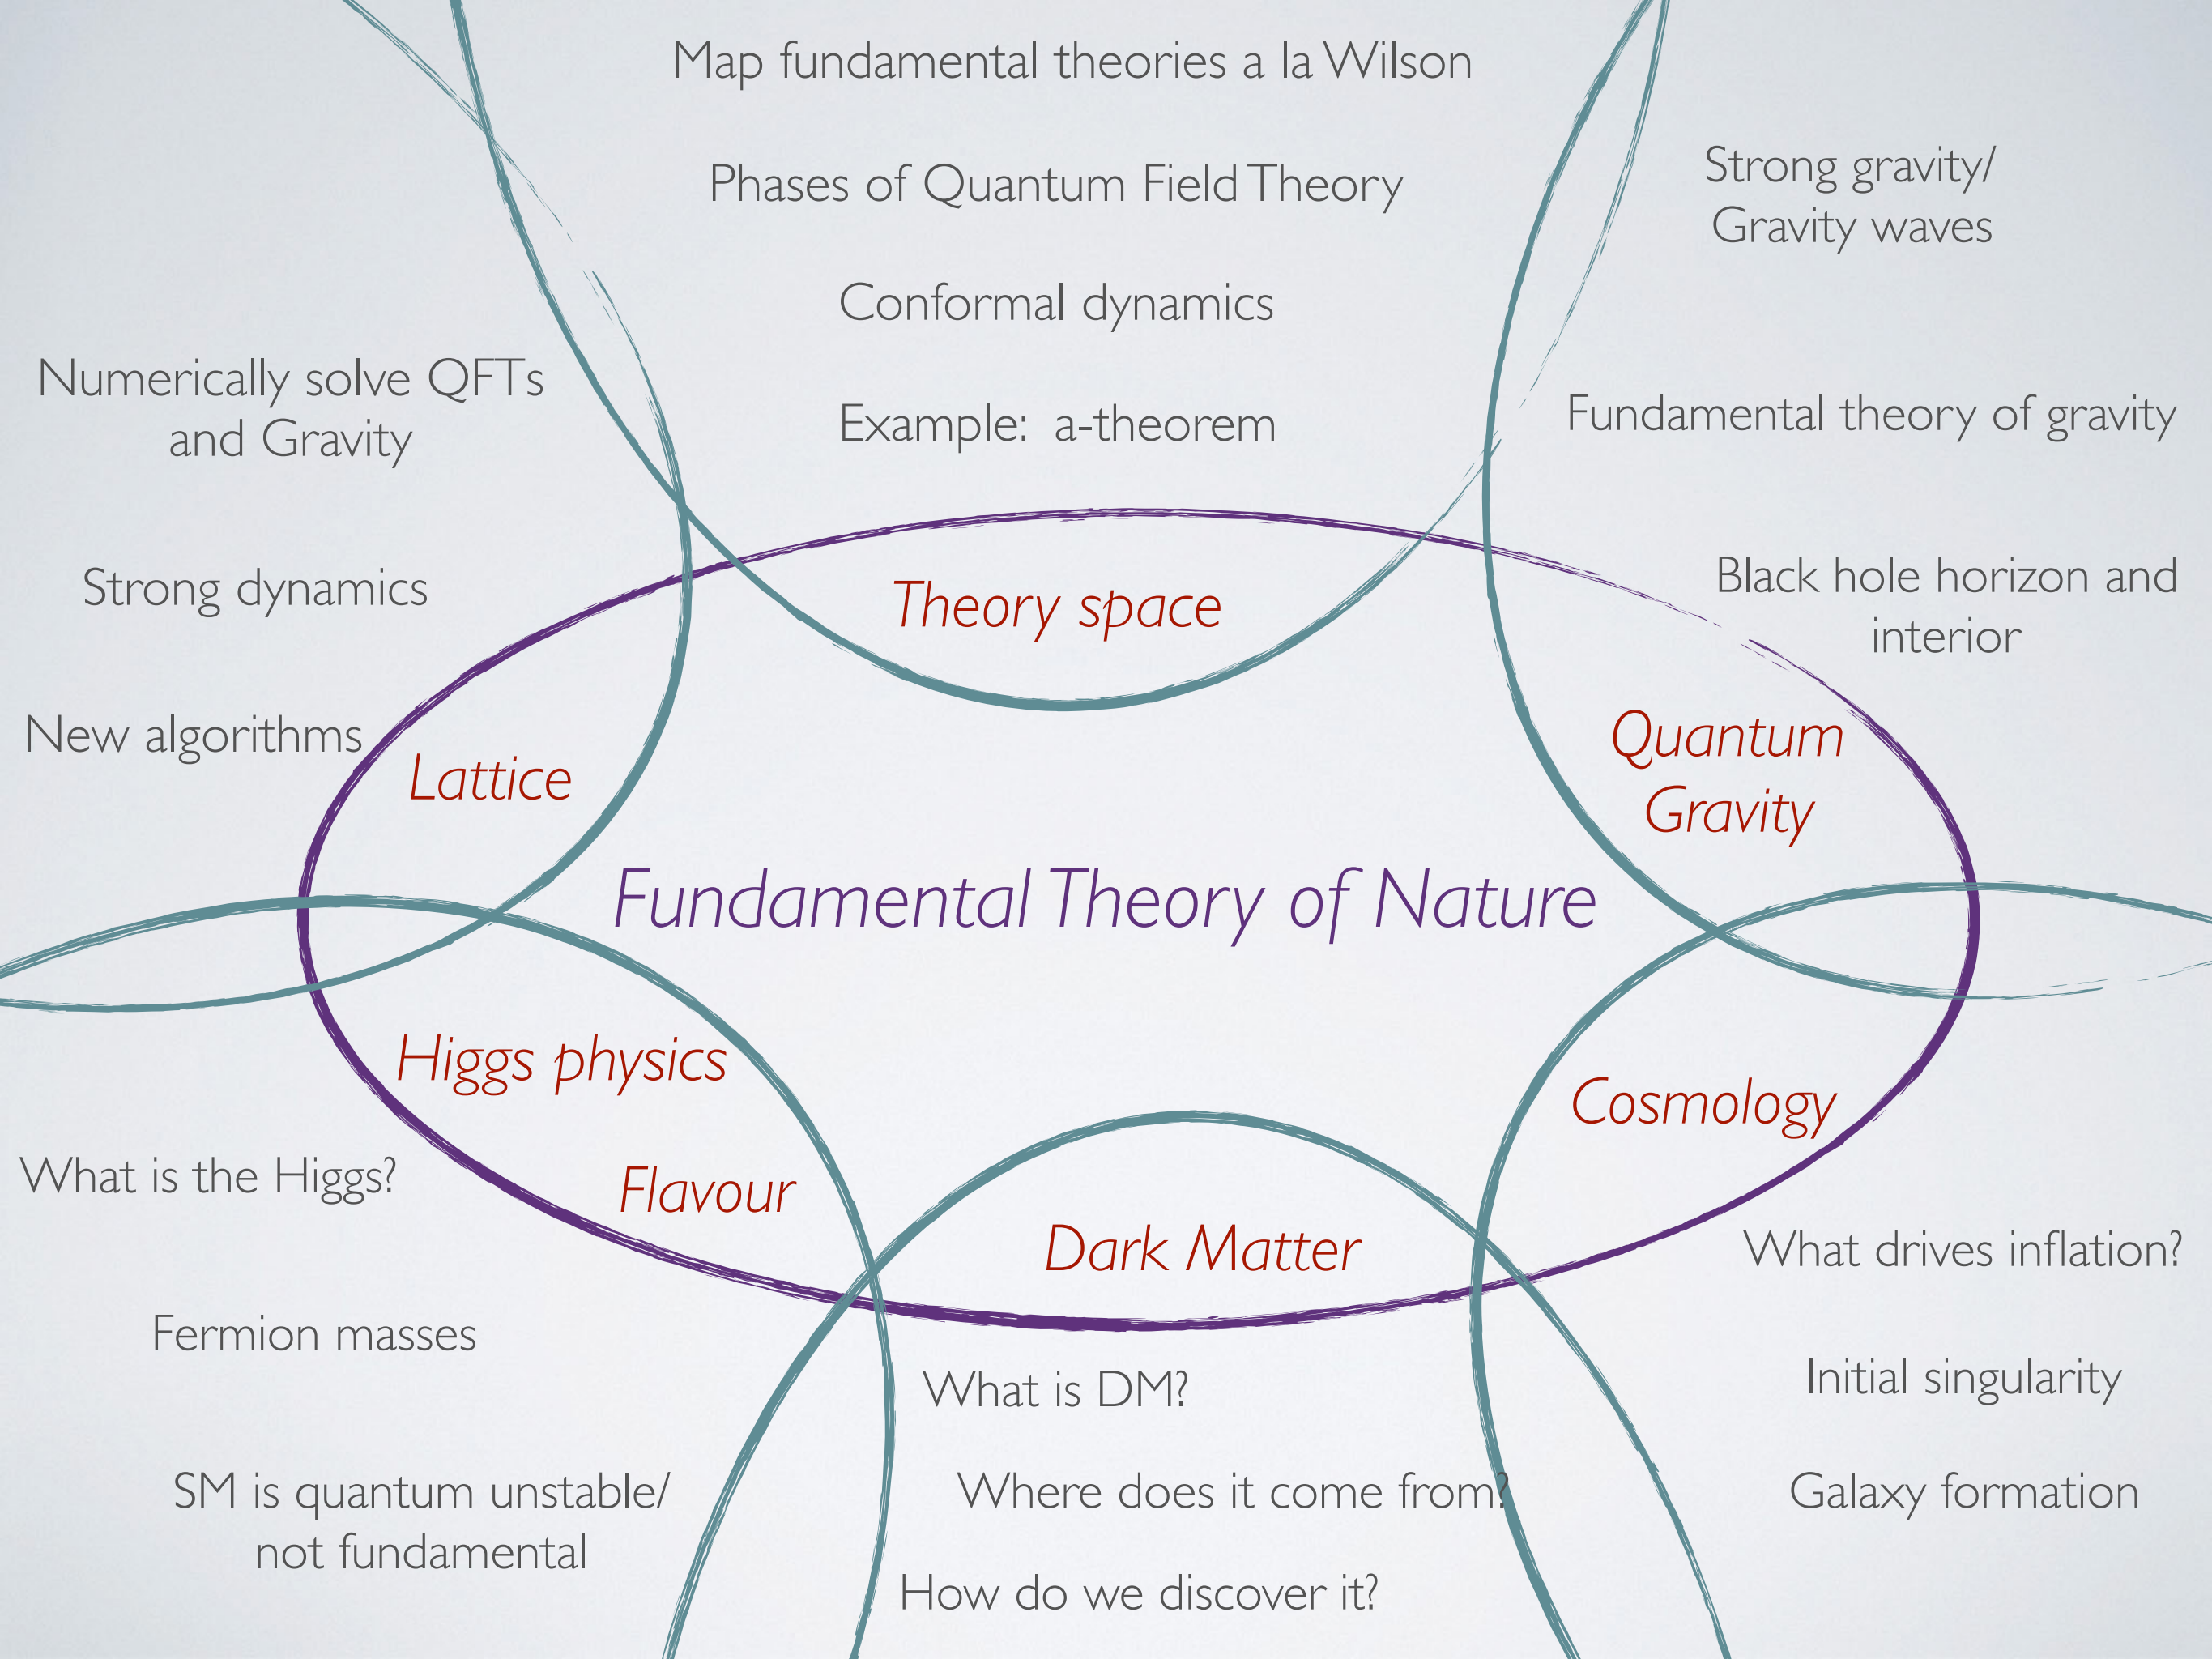 Map fundamental theories a la Wilson
Phases of Quantum Field Theory
Conformal dynamics
Example: a-theorem
Strong gravity/
Gravity waves
Fundamental theory of gravity
Black hole horizon and
interior
Numerically solve QFTs
and Gravity
Strong dynamics
New algorithms
Theory space
Lattice
Quantum
Gravity
Fundamental Theory of Nature
Higgs physics
Flavour
Dark Matter
Cosmology
What is the Higgs?
Fermion masses
SM is quantum unstable/
not fundamental
What is DM?
Where does it come from?
How do we discover it?
What drives inflation?
Initial singularity
Galaxy formation